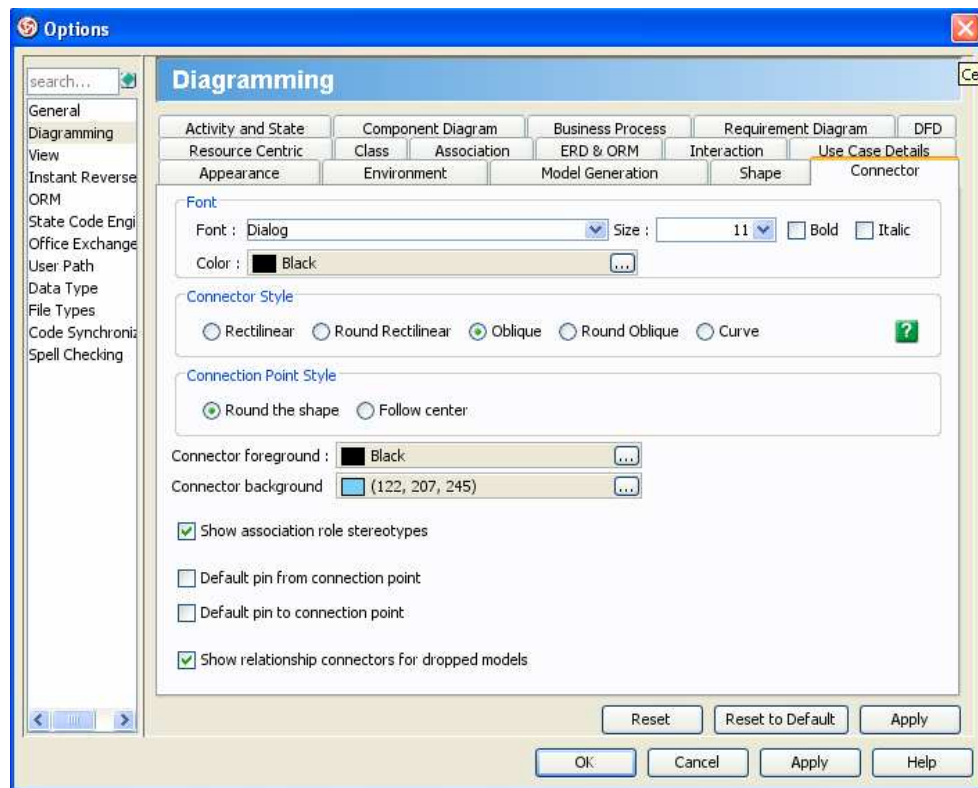 Options
search...
Ce
General
Diagramming
View
Instant Reverse
ORM
State Code Engi
Office Exchange
User Path
Data Type
File Types
Code Synchroniz
Spell Checking
Diagramming
Activity and State Component Diagram Business Process Requirement Diagram DFD
Resource Centric Class Association ERD & ORM Interaction Use Case Details
Appearance Environment Model Generation Shape Connector
Font
Font : Dialog Size : 11 Bold Italic
Color : Black ...
Connector Style
Rectilinear Round Rectilinear Oblique Round Oblique Curve ?
Connection Point Style
Round the shape Follow center
Connector foreground : Black ...
Connector background (122, 207, 245) ...
Show association role stereotypes
Default pin from connection point
Default pin to connection point
Show relationship connectors for dropped models
Reset Reset to Default Apply
OK Cancel Apply Help